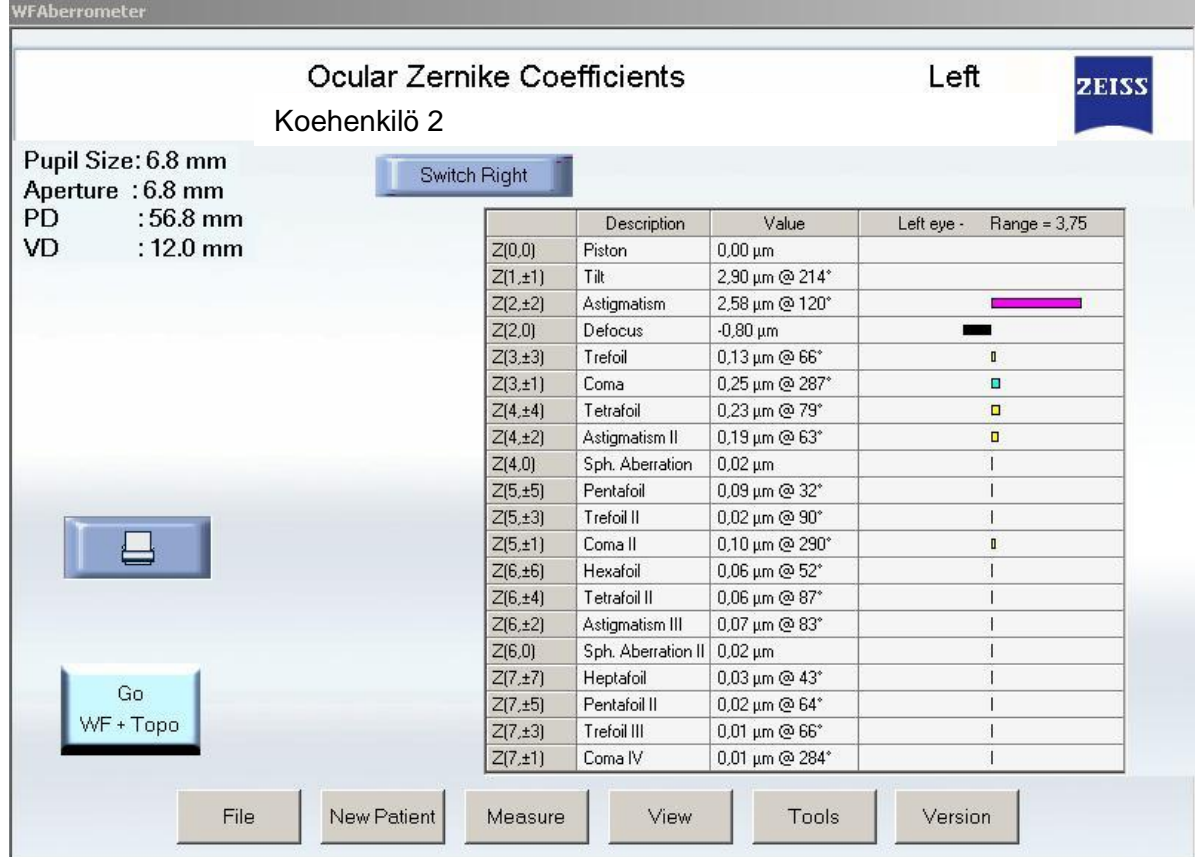 WFAberrometer
Ocular Zernike Coefficients Left
ZEISS
Koehenkilö 2
Pupil Size: 6.8 mm
Aperture : 6.8 mm
PD : 56.8 mm
VD : 12.0 mm
Switch Right
Description Value Left eye - Range = 3,75
Z(0,0) Piston 0,00 µm
Z(1,±1) Tilt 2,90 µm @ 214°
Z(2,±2) Astigmatism 2,58 µm @ 120°
Z(2,0) Defocus -0,80 µm
Z(3,±3) Trefoil 0,13 µm @ 66°
Z(3,±1) Coma 0,25 µm @ 287°
Z(4,±4) Tetrafoil 0,23 µm @ 79°
Z(4,±2) Astigmatism II 0,19 µm @ 63°
Z(4,0) Sph. Aberration 0,02 µm
Z(5,±5) Pentafoil 0,09 µm @ 32°
Z(5,±3) Trefoil II 0,02 µm @ 90°
Z(5,±1) Coma II 0,10 µm @ 290°
Z(6,±6) Hexafoil 0,06 µm @ 52°
Z(6,±4) Tetrafoil II 0,06 µm @ 87°
Z(6,±2) Astigmatism III 0,07 µm @ 83°
Z(6,0) Sph. Aberration II 0,02 µm
Z(7,±7) Heptafoil 0,03 µm @ 43°
Z(7,±5) Pentafoil II 0,02 µm @ 64°
Z(7,±3) Trefoil III 0,01 µm @ 66°
Z(7,±1) Coma IV 0,01 µm @ 284°
Go
WF + Topo
File New Patient Measure View Tools Version